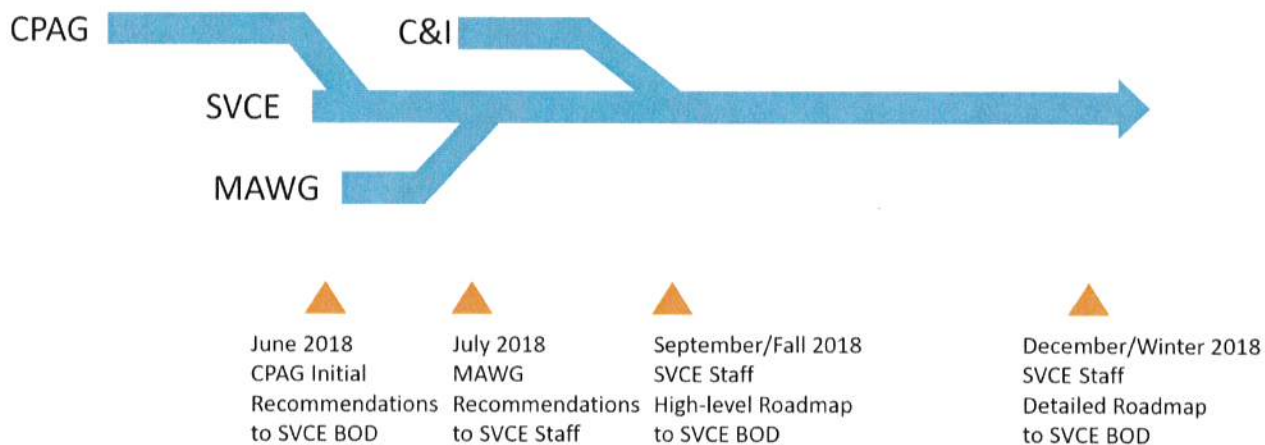 CPAG
C&I
SVCE
MAWG
June 2018
CPAG Initial
Recommendations
to SVCE BOD
July 2018
MAWG
Recommendations
to SVCE Staff
September/Fall 2018
SVCE Staff
High-level Roadmap
to SVCE BOD
December/Winter 2018
SVCE Staff
Detailed Roadmap
to SVCE BOD